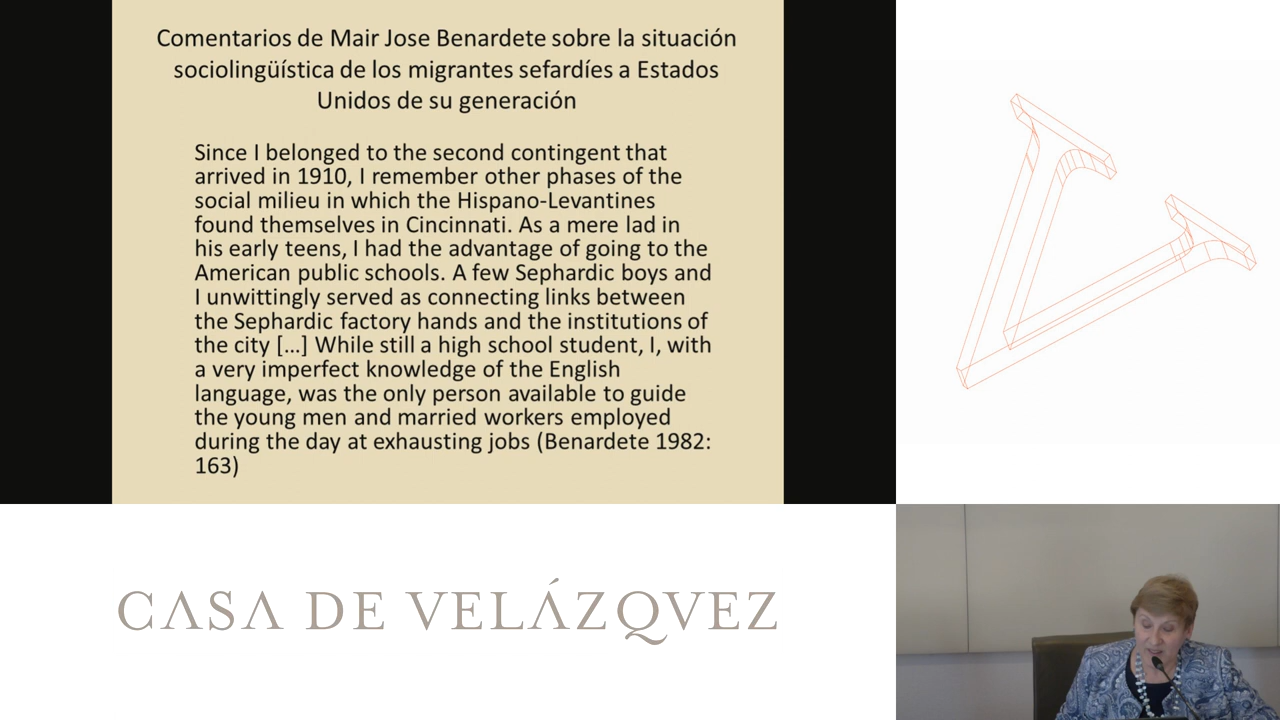 Comentarios de Mair Jose Benardete sobre la situación
sociolingüística de los migrantes sefardíes a Estados
Unidos de su generación
Since I belonged to the second contingent that
arrived in 1910, I remember other phases of the
social milieu in which the Hispano-Levantines
found themselves in Cincinnati. As a mere lad in
his early teens, I had the advantage of going to the
American public schools. A few Sephardic boys and
I unwittingly served as connecting links between
the Sephardic factory hands and the institutions of
the city […] While still a high school student, I, with
a very imperfect knowledge of the English
language, was the only person available to guide
the young men and married workers employed
during the day at exhausting jobs (Benardete 1982:
163)
CASA DE VELÁZQVEZ